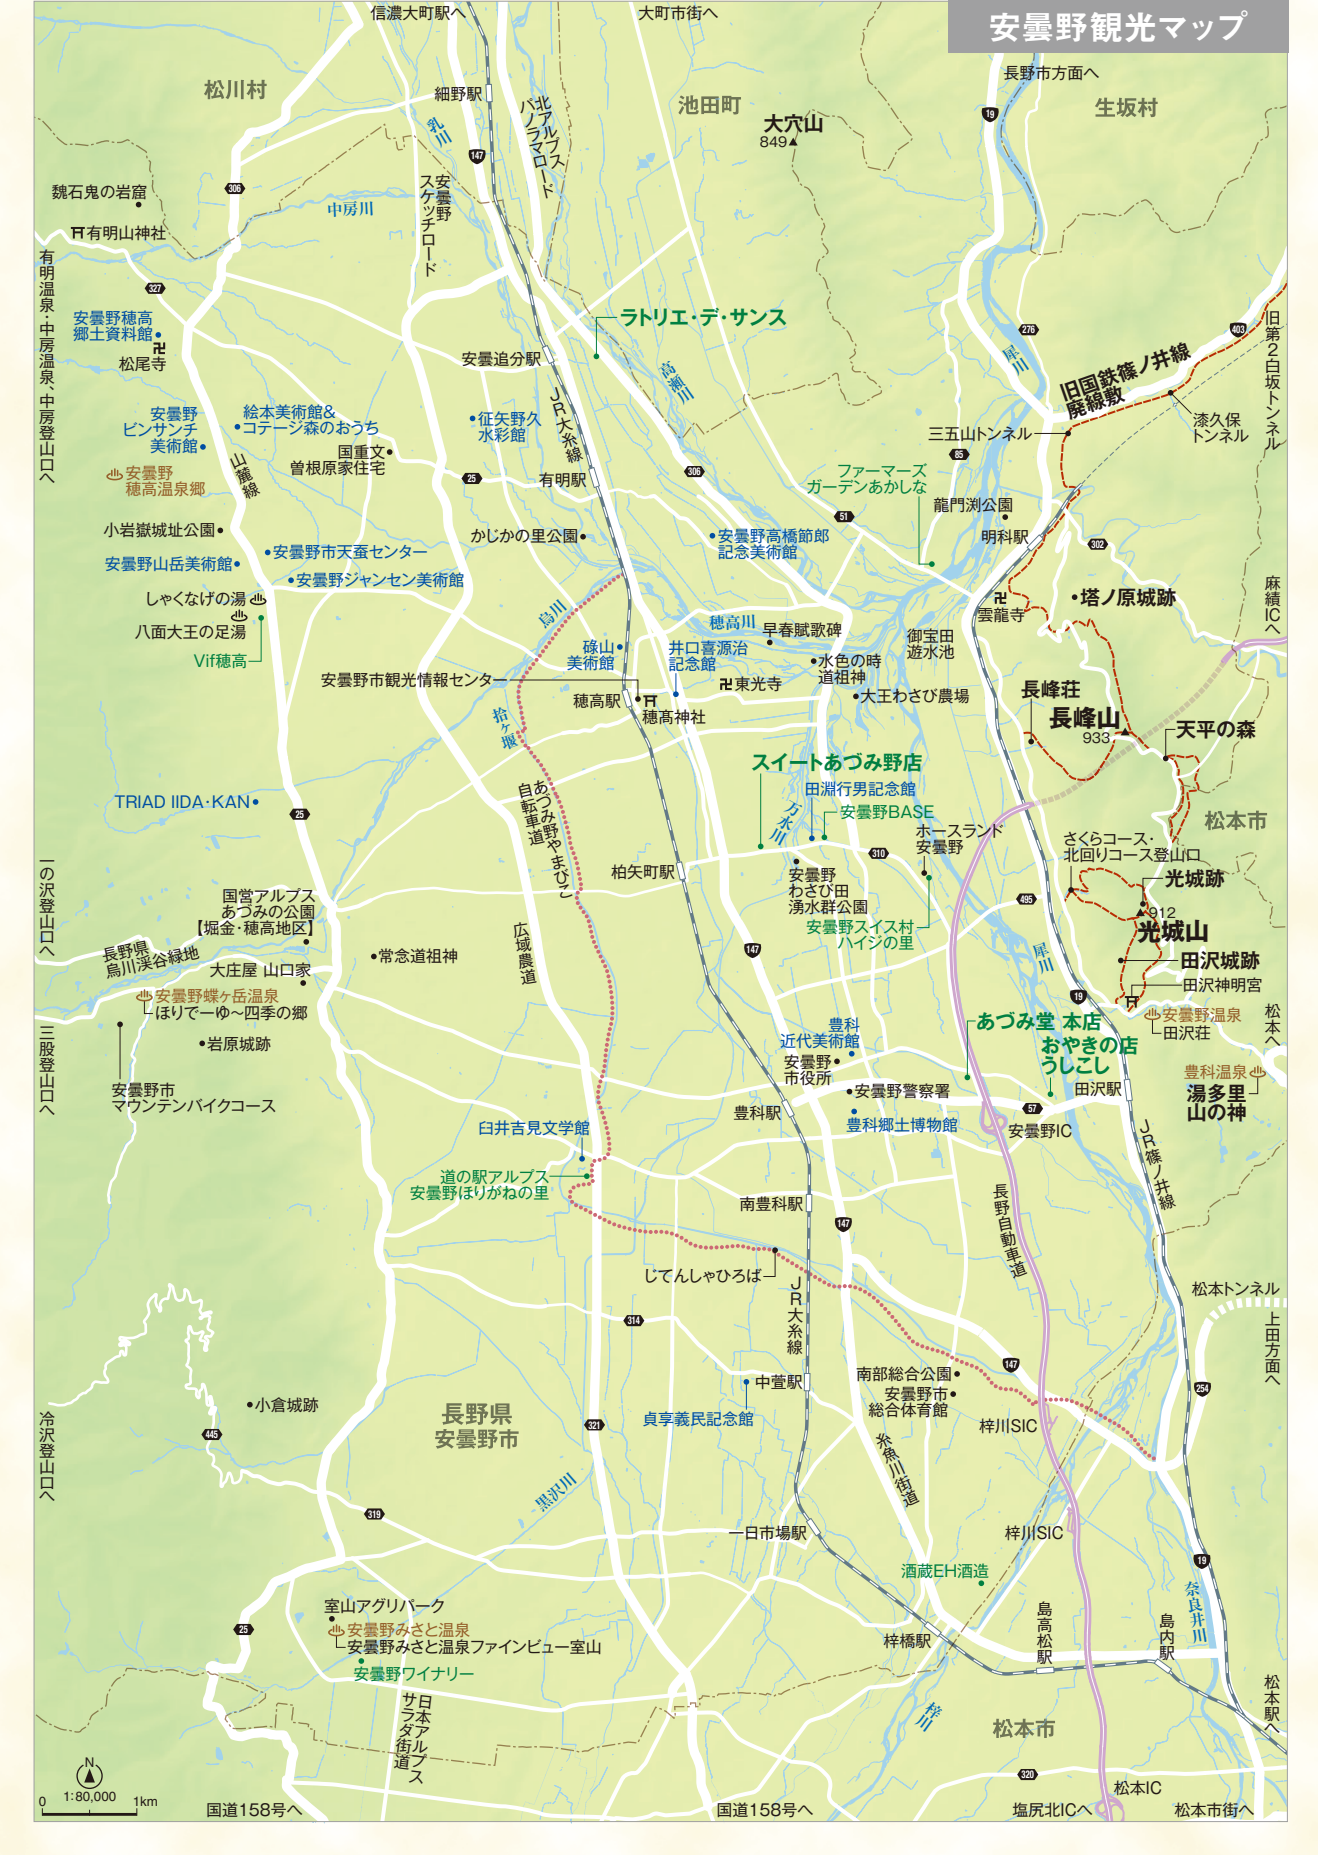 安曇野観光マップ
信濃大町駅へ
大町市街へ
長野市方面へ
松川村
細野駅
池田町
生坂村
大穴山
849
19
乳川
北アルプス
パノラマロード
147
安曇野
スケッチロード
魏石鬼の岩窟
306
中房川
有明山神社
有明温泉・中房温泉、中房登山口へ
327
安曇野穂高
郷土資料館
松尾寺
ラトリエ・デ・サンス
安曇追分駅
高瀬川
276
犀川
403
旧国鉄篠ノ井線
廃線敷
旧第2白坂トンネル
漆久保
トンネル
三五山トンネル
85
JR大糸線
安曇野
ビンサンチ
美術館
絵本美術館&
コテージ森のおうち
征矢野久
水彩館
国重文
曽根原家住宅
山麓線
安曇野
穂高温泉郷
25
有明駅
306
ファーマーズ
ガーデンあかしな
51
龍門渕公園
明科駅
302
小岩嶽城址公園
かじかの里公園
安曇野高橋節郎
記念美術館
安曇野市天蚕センター
安曇野山岳美術館
安曇野ジャンセン美術館
しゃくなげの湯
八面大王の足湯
Vif穂高
烏川
穂高川
早春賦歌碑
雲龍寺
塔ノ原城跡
麻績ICへ
御宝田
遊水池
碌山
美術館
井口喜源治
記念館
水色の時
道祖神
安曇野市観光情報センター
東光寺
大王わさび農場
穂高駅
穂髙神社
拾ヶ堰
長峰荘
長峰山
933
天平の森
スイートあづみ野店
田淵行男記念館
安曇野BASE
万水川
TRIAD IIDA・KAN
25
あづみ野やまびこ
自転車道
ホースランド
安曇野
310
松本市
さくらコース・
北回りコース登山口
光城跡
912
光城山
柏矢町駅
安曇野
わさび田
湧水群公園
安曇野スイス村
ハイジの里
495
一の沢登山口へ
国営アルプス
あづみの公園
【堀金・穂高地区】
長野県
烏川渓谷緑地
常念道祖神
大庄屋 山口家
広域農道
147
犀川
田沢城跡
田沢神明宮
19
安曇野蝶ヶ岳温泉
ほりでーゆ〜四季の郷
安曇野温泉
田沢荘
松本へ
三股登山口へ
岩原城跡
安曇野市
マウンテンバイクコース
豊科
近代美術館
安曇野
市役所
あづみ堂 本店
おやきの店
うしこし
豊科温泉
湯多里
山の神
安曇野警察署
田沢駅
57
豊科駅
豊科郷土博物館
安曇野IC
臼井吉見文学館
JR篠ノ井線
道の駅アルプス
安曇野ほりがねの里
南豊科駅
147
長野自動車道
じてんしゃひろば
松本トンネル
上田方面へ
JR大糸線
314
147
南部総合公園
安曇野市
総合体育館
254
中萱駅
貞享義民記念館
小倉城跡
長野県
安曇野市
321
梓川SIC
445
冷沢登山口へ
糸魚川街道
黒沢川
319
一日市場駅
梓川SIC
19
酒蔵EH酒造
奈良井川
室山アグリパーク
安曇野みさと温泉
安曇野みさと温泉ファインビュー室山
安曇野ワイナリー
25
梓橋駅
島高松駅
島内駅
松本駅へ
日本アルプス
サラダ街道
梓川
松本市
320
松本IC
N
1:80,000
0 1km
国道158号へ
国道158号へ
塩尻北ICへ
松本市街へ